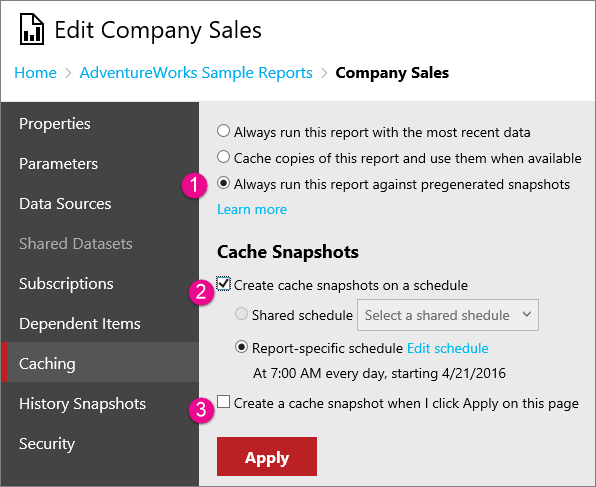 Edit Company Sales
Home > AdventureWorks Sample Reports > Company Sales
Properties
Parameters
Data Sources
Shared Datasets
Subscriptions
Dependent Items
Caching
History Snapshots
Security
Always run this report with the most recent data
Cache copies of this report and use them when available
1 Always run this report against pregenerated snapshots
Learn more
Cache Snapshots
2 Create cache snapshots on a schedule
Shared schedule Select a shared shedule
Report-specific schedule Edit schedule
At 7:00 AM every day, starting 4/21/2016
3 Create a cache snapshot when I click Apply on this page
Apply